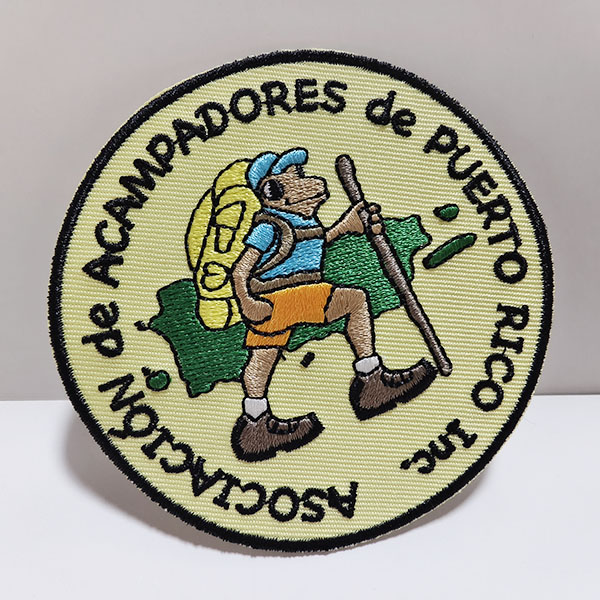 ASOCIACIÓN de ACAMPADORES de PUERTO RICO Inc.